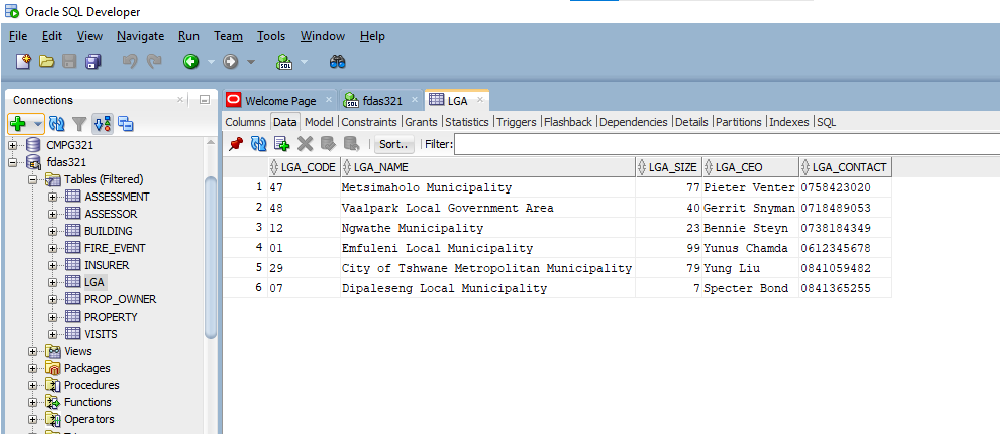 Oracle SQL Developer
File Edit View Navigate Run Team Tools Window Help
SQL
Connections
Welcome Page
SQL fdas321
LGA
Columns Data Model Constraints Grants Statistics Triggers Flashback Dependencies Details Partitions Indexes SQL
Sort.. Filter:
CMPG321
fdas321
Tables (Filtered)
ASSESSMENT
ASSESSOR
BUILDING
FIRE_EVENT
INSURER
LGA
PROP_OWNER
PROPERTY
VISITS
Views
Packages
Procedures
Functions
Operators
LGA_CODE LGA_NAME LGA_SIZE LGA_CEO LGA_CONTACT
1 47 Metsimaholo Municipality 77 Pieter Venter 0758423020
2 48 Vaalpark Local Government Area 40 Gerrit Snyman 0718489053
3 12 Ngwathe Municipality 23 Bennie Steyn 0738184349
4 01 Emfuleni Local Municipality 99 Yunus Chamda 0612345678
5 29 City of Tshwane Metropolitan Municipality 79 Yung Liu 0841059482
6 07 Dipaleseng Local Municipality 7 Specter Bond 0841365255